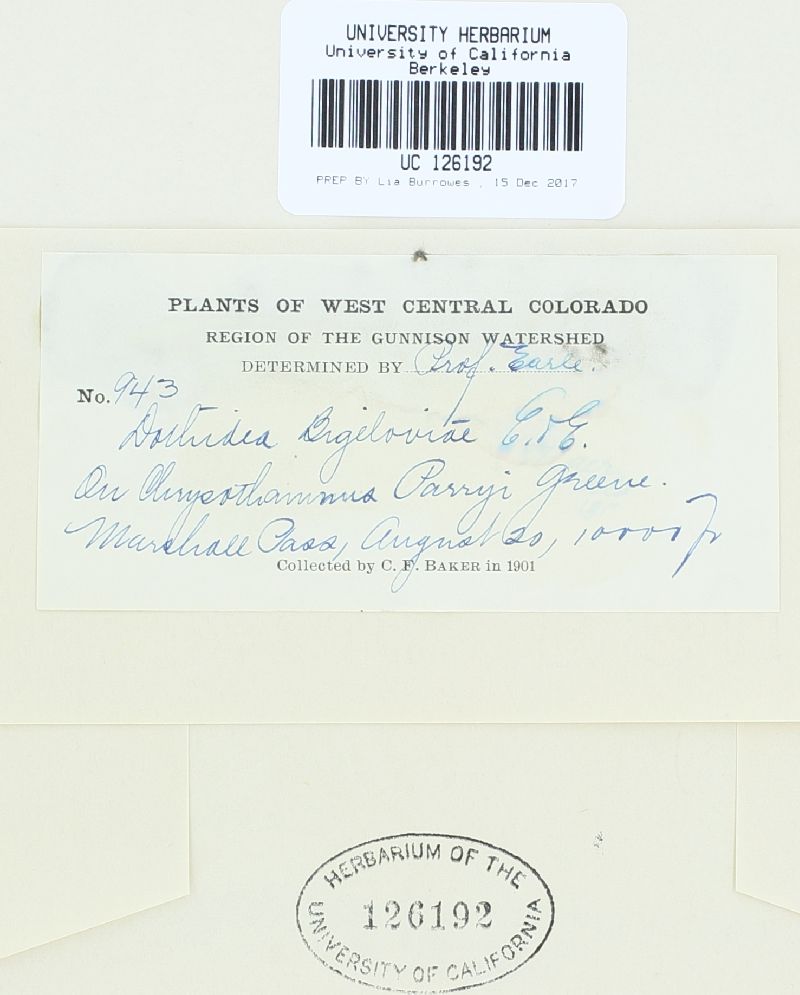 UNIVERSITY HERBARIUM
University of California
Berkeley
UC 126192
PREP BY Lia Burrowes , 15 Dec 2017
PLANTS OF WEST CENTRAL COLORADO
REGION OF THE GUNNISON WATERSHED
DETERMINED BY Prof. Earle.
No. 943
Dothidea Bigeloviae E. & E.
On Chrysothamnus Parryi Greene.
Marshall Pass, August 20, 10000 ft
Collected by C. F. BAKER in 1901
HERBARIUM OF THE
126192
UNIVERSITY OF CALIFORNIA